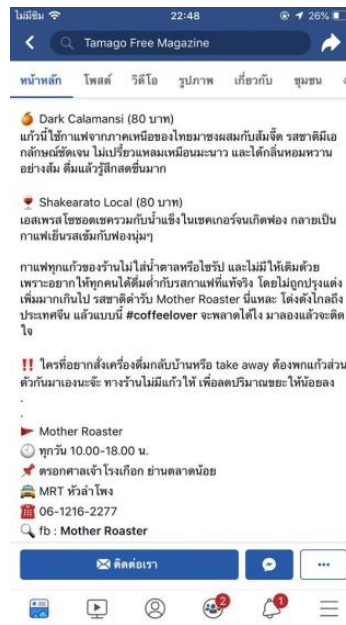 ไม่มีซิม 22:48 26%
Tamago Free Magazine
หน้าหลัก โพสต์ วิดีโอ รูปภาพ เกี่ยวกับ ชุมชน
Dark Calamansi (80 บาท)
แก้วนี้ใช้กาแฟจากภาคเหนือของไทยมาชงผสมกับส้มจี๊ด รสชาติมีเอ
กลักษณ์ชัดเจน ไม่เปรี้ยวแหลมเหมือนมะนาว และได้กลิ่นหอมหวาน
อย่างส้ม ดื่มแล้วรู้สึกสดชื่นมาก
Shakearato Local (80 บาท)
เอสเพรสโซชอตเชครวมกับน้ำแข็งในเชคเกอร์จนเกิดฟอง กลายเป็น
กาแฟเย็นรสเข้มกับฟองนุ่มๆ
กาแฟทุกแก้วของร้านไม่ใส่น้ำตาลหรือไซรัป และไม่มีให้เติมด้วย
เพราะอยากให้ทุกคนได้ดื่มด่ำกับรสกาแฟที่แท้จริง โดยไม่ถูกปรุงแต่ง
เพิ่มมากเกินไป รสชาติตำรับ Mother Roaster นี่แหละ โด่งดังไกลถึง
ประเทศจีน แล้วแบบนี้ #coffeelover จะพลาดได้ไง มาลองแล้วจะติด
ใจ
‼ ใครที่อยากสั่งเครื่องดื่มกลับบ้านหรือ take away ต้องพกแก้วส่วน
ตัวกันมาเองนะจ๊ะ ทางร้านไม่มีแก้วให้ เพื่อลดปริมาณขยะให้น้อยลง
.
.
Mother Roaster
ทุกวัน 10.00-18.00 น.
ตรอกศาลเจ้าโรงเกือก ย่านตลาดน้อย
MRT หัวลำโพง
06-1216-2277
fb : Mother Roaster
ติดต่อเรา
2 1